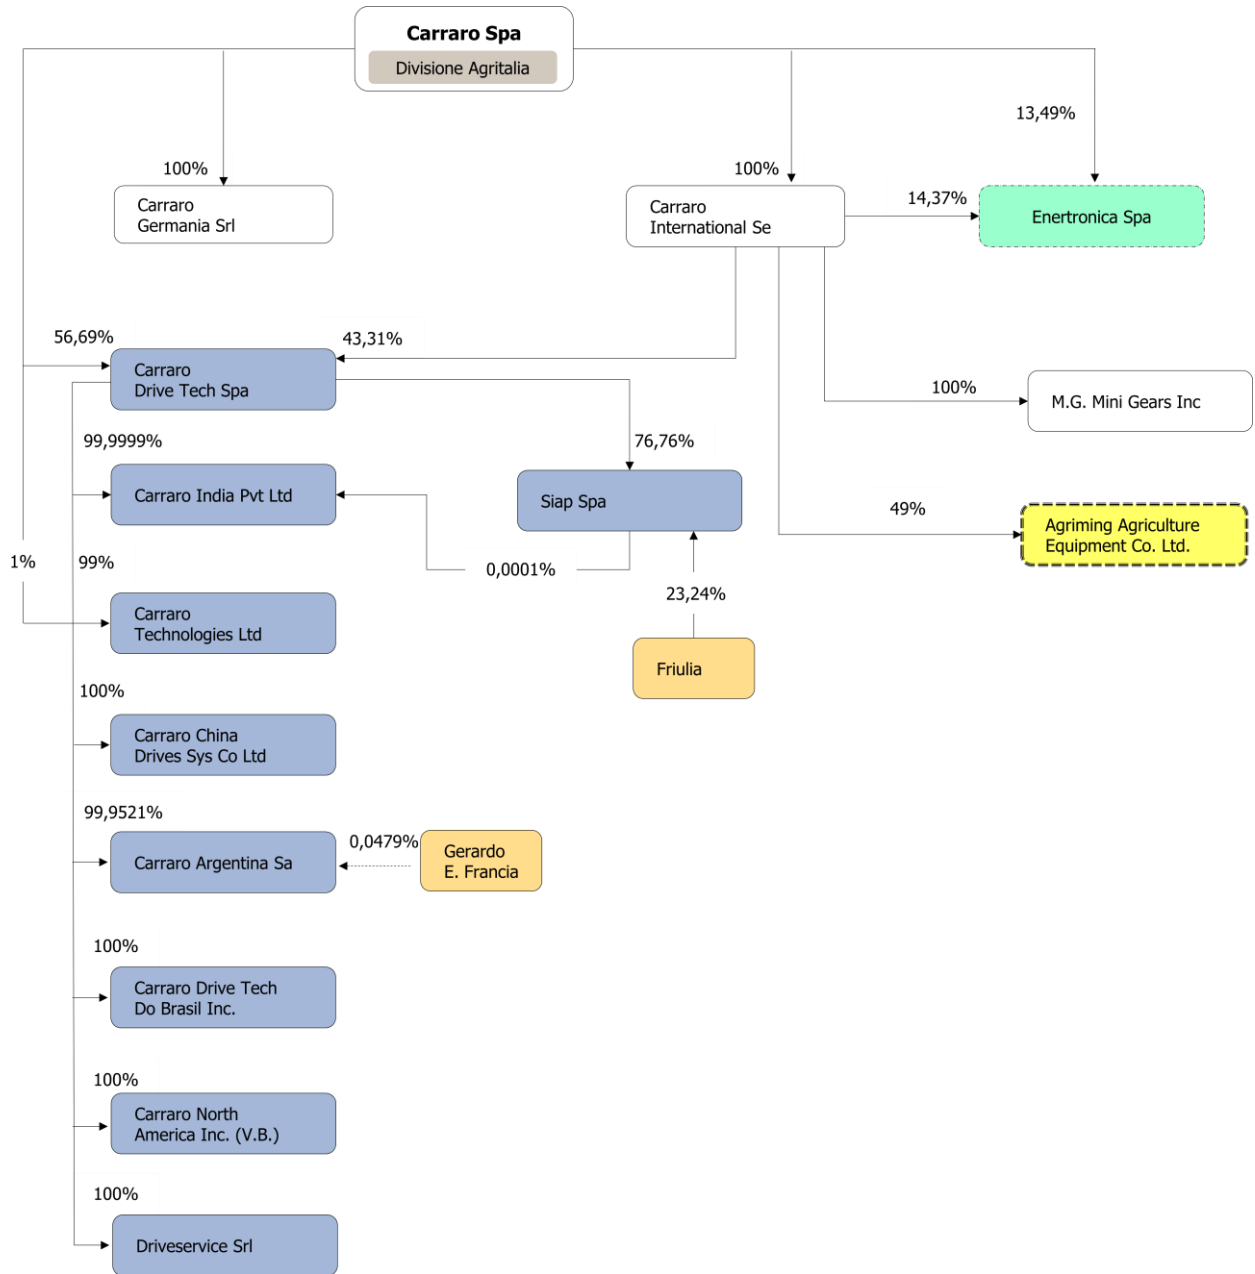 Carraro Spa
Divisione Agritalia
13,49%
100%
100%
Carraro
Germania Srl
Carraro
International Se
14,37%
Enertronica Spa
56,69%
43,31%
Carraro
Drive Tech Spa
100%
M.G. Mini Gears Inc
99,9999%
76,76%
Carraro India Pvt Ltd
Siap Spa
49%
Agriming Agriculture
Equipment Co. Ltd.
1%
99%
0,0001%
23,24%
Carraro
Technologies Ltd
Friulia
100%
Carraro China
Drives Sys Co Ltd
99,9521%
0,0479%
Carraro Argentina Sa
Gerardo
E. Francia
100%
Carraro Drive Tech
Do Brasil Inc.
100%
Carraro North
America Inc. (V.B.)
100%
Driveservice Srl